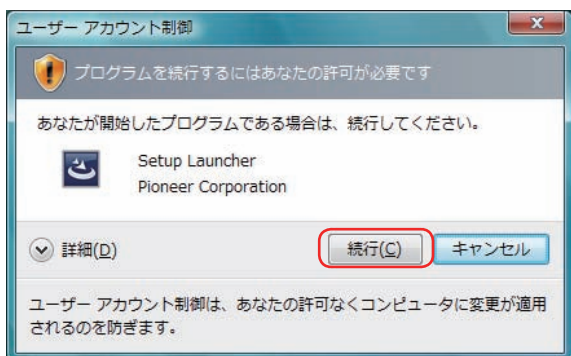 ユーザー アカウント制御
プログラムを続行するにはあなたの許可が必要です
あなたが開始したプログラムである場合は、続行してください。
Setup Launcher
Pioneer Corporation
詳細(D)
続行(C)
キャンセル
ユーザー アカウント制御は、あなたの許可なくコンピュータに変更が適用
されるのを防ぎます。